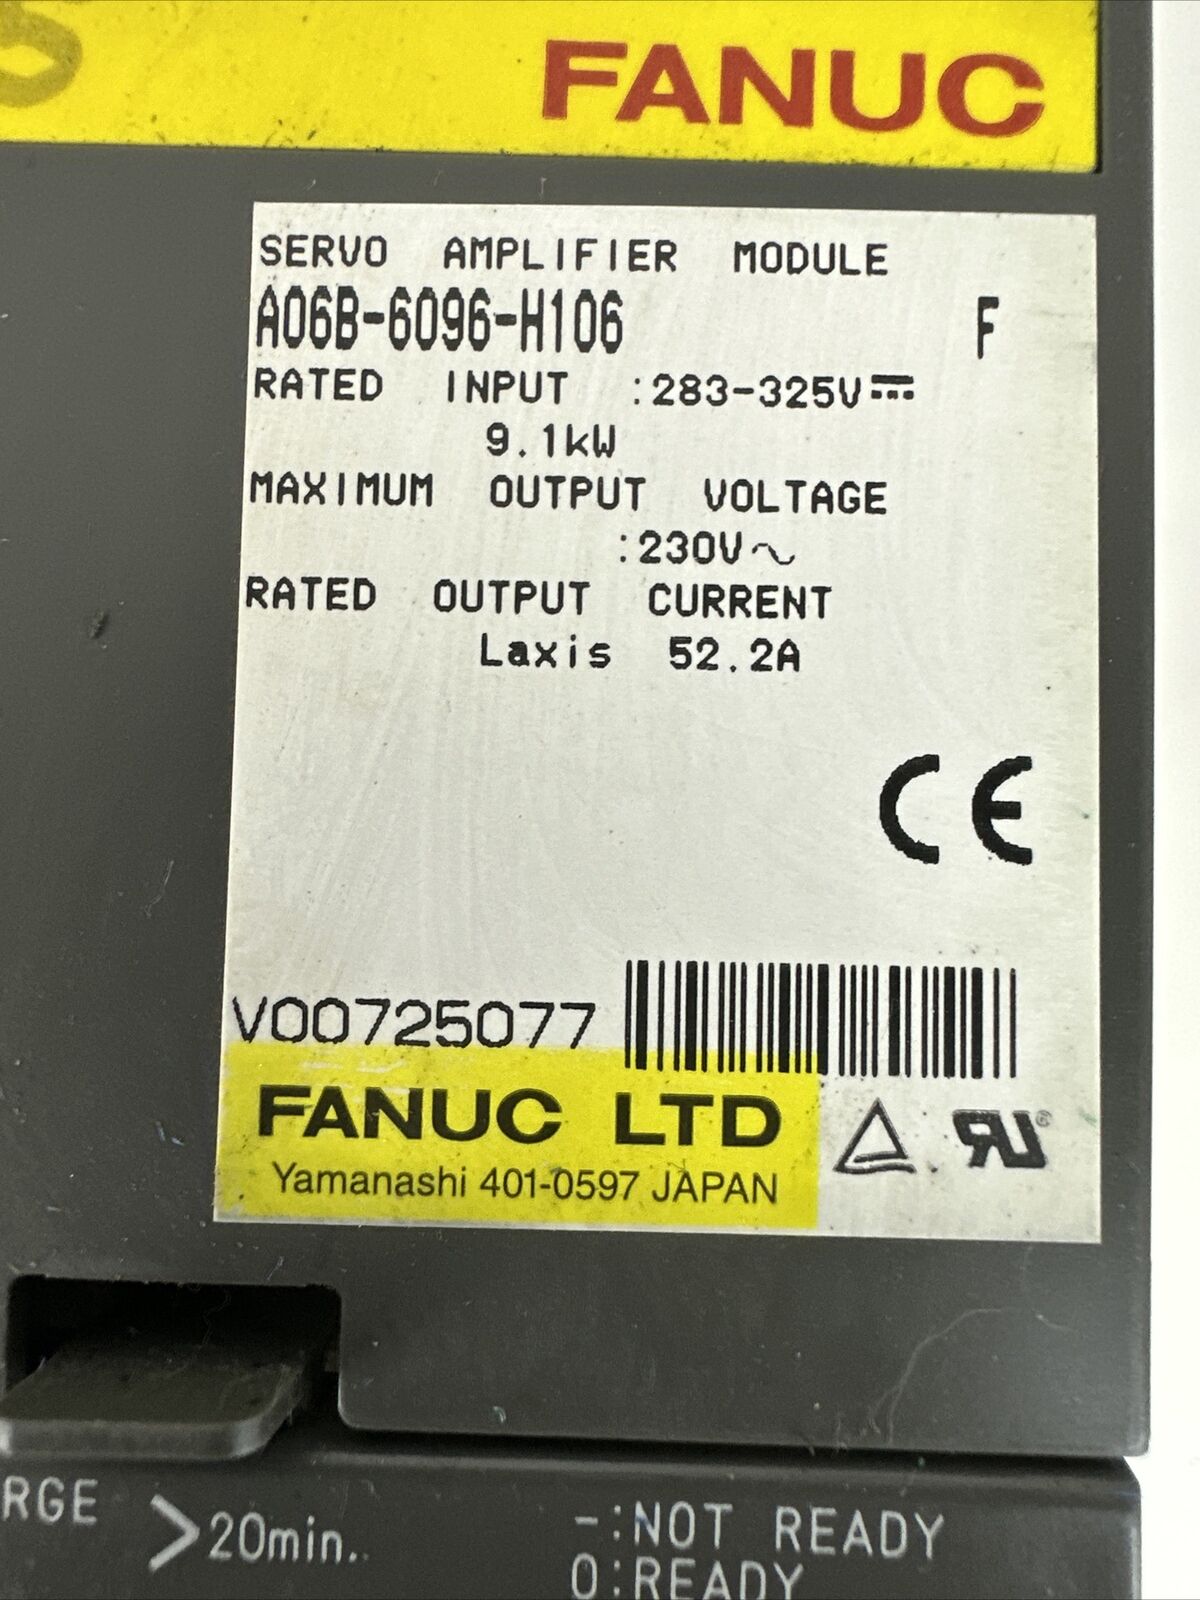 FANUC
SERVO AMPLIFIER MODULE
A06B-6096-H106 F
RATED INPUT :283-325V⎓
9.1kW
MAXIMUM OUTPUT VOLTAGE
:230V~
RATED OUTPUT CURRENT
Laxis 52.2A
CE
V00725077
FANUC LTD
Yamanashi 401-0597 JAPAN
RGE >20min..
-:NOT READY
0:READY